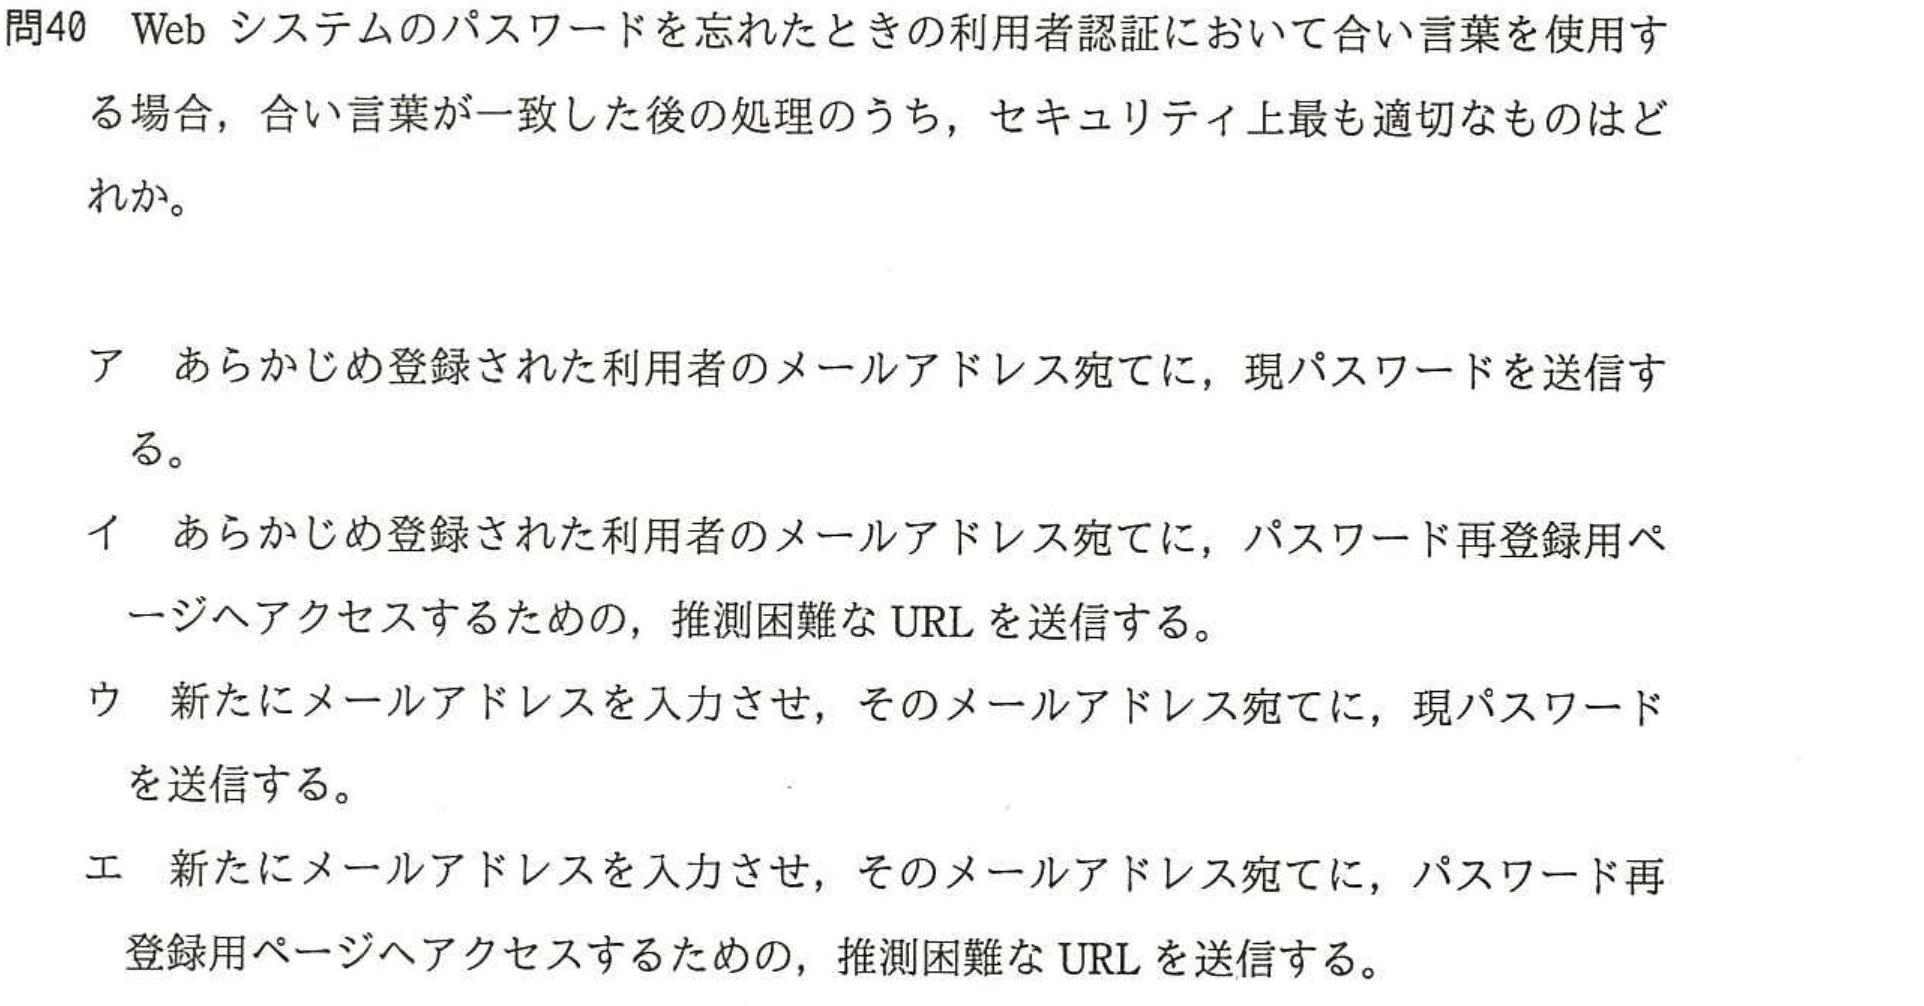 問40 Web システムのパスワードを忘れたときの利用者認証において合い言葉を使用す
る場合，合い言葉が一致した後の処理のうち，セキュリティ上最も適切なものはど
れか。
ア あらかじめ登録された利用者のメールアドレス宛てに，現パスワードを送信す
る。
イ あらかじめ登録された利用者のメールアドレス宛てに，パスワード再登録用ペ
ージへアクセスするための，推測困難な URL を送信する。
ウ 新たにメールアドレスを入力させ，そのメールアドレス宛てに，現パスワード
を送信する。
エ 新たにメールアドレスを入力させ，そのメールアドレス宛てに，パスワード再
登録用ページへアクセスするための，推測困難な URL を送信する。